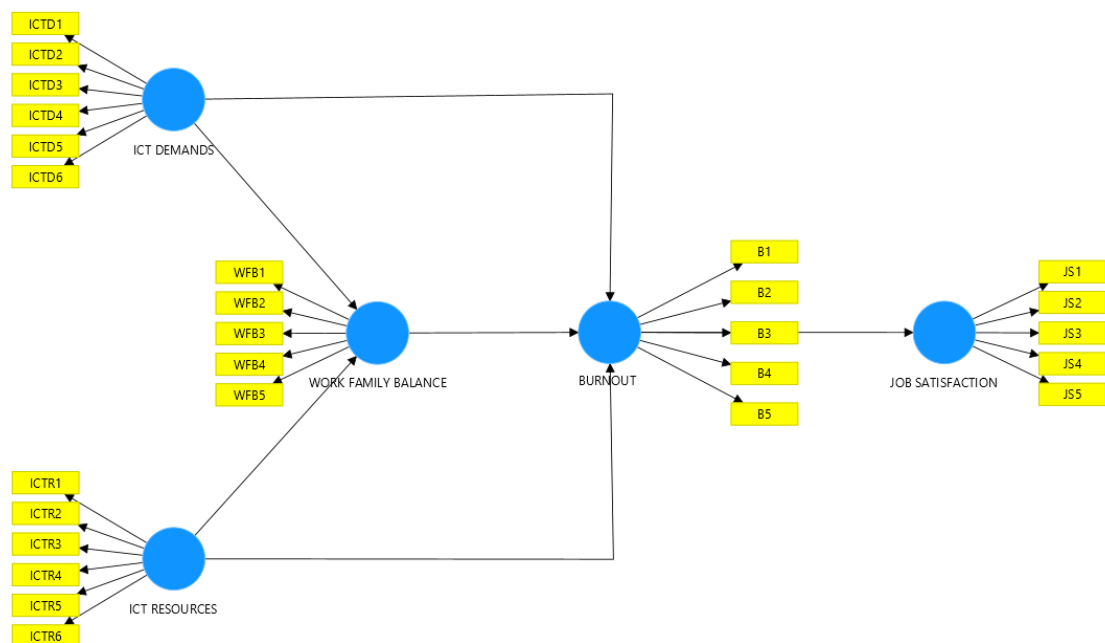 ICTD1
ICTD2
ICTD3
ICTD4
ICTD5
ICTD6
ICT DEMANDS
WFB1
WFB2
WFB3
WFB4
WFB5
WORK FAMILY BALANCE
BURNOUT
B1
B2
B3
B4
B5
JOB SATISFACTION
JS1
JS2
JS3
JS4
JS5
ICTR1
ICTR2
ICTR3
ICTR4
ICTR5
ICTR6
ICT RESOURCES